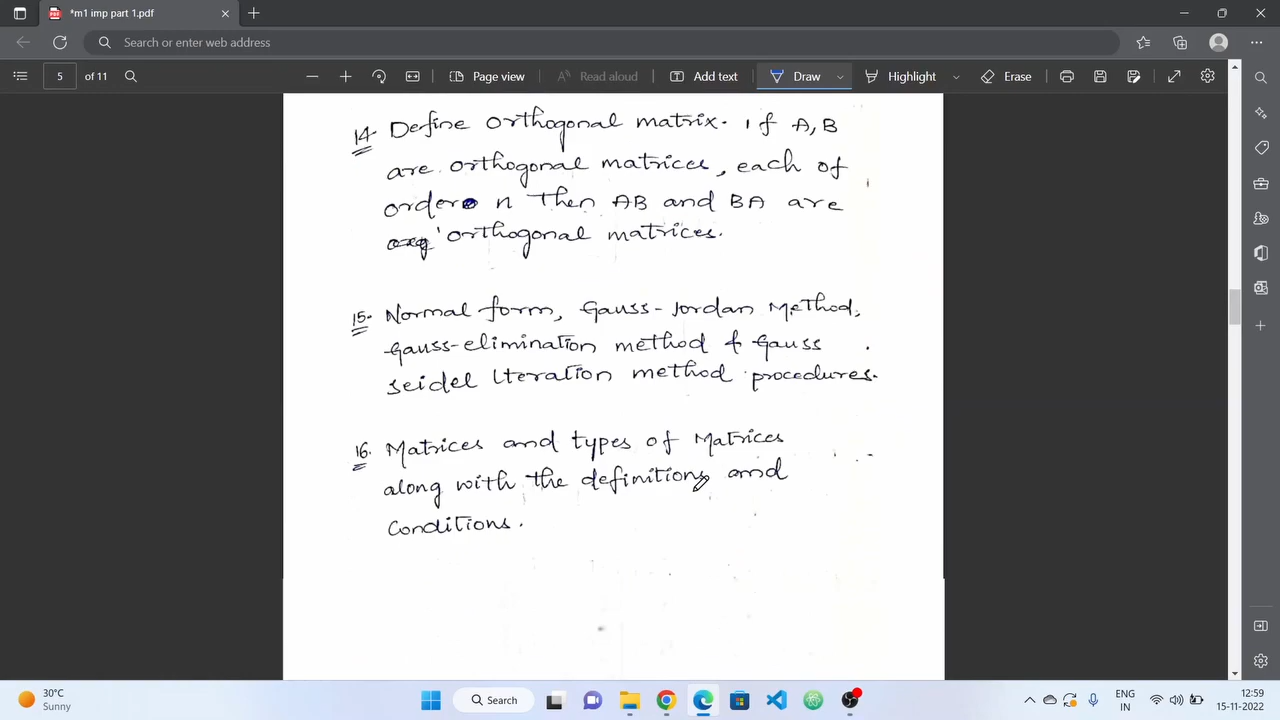 *m1 imp part 1.pdf
Search or enter web address
5 of 11
Page view
Read aloud
Add text
Draw
Highlight
Erase
14. Define orthogonal matrix. If A, B
are orthogonal matrices, each of
order n Then AB and BA are
orthogonal matrices.
15. Normal form, Gauss-Jordan Method,
Gauss-elimination method & Gauss
seidel Iteration method procedures.
16. Matrices and types of Matrices
along with the definitions and
conditions.
30°C
Sunny
Search
ENG
IN
12:59
15-11-2022